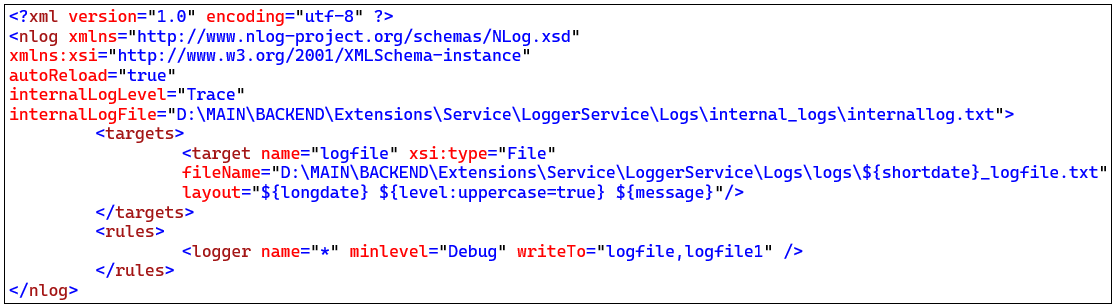 <?xml version="1.0" encoding="utf-8" ?>
<nlog xmlns="http://www.nlog-project.org/schemas/NLog.xsd"
xmlns:xsi="http://www.w3.org/2001/XMLSchema-instance"
autoReload="true"
internalLogLevel="Trace"
internalLogFile="D:\MAIN\BACKEND\Extensions\Service\LoggerService\Logs\internal_logs\internallog.txt">
<targets>
<target name="logfile" xsi:type="File"
fileName="D:\MAIN\BACKEND\Extensions\Service\LoggerService\Logs\logs\${shortdate}_logfile.txt"
layout="${longdate} ${level:uppercase=true} ${message}"/>
</targets>
<rules>
<logger name="*" minlevel="Debug" writeTo="logfile,logfile1" />
</rules>
</nlog>